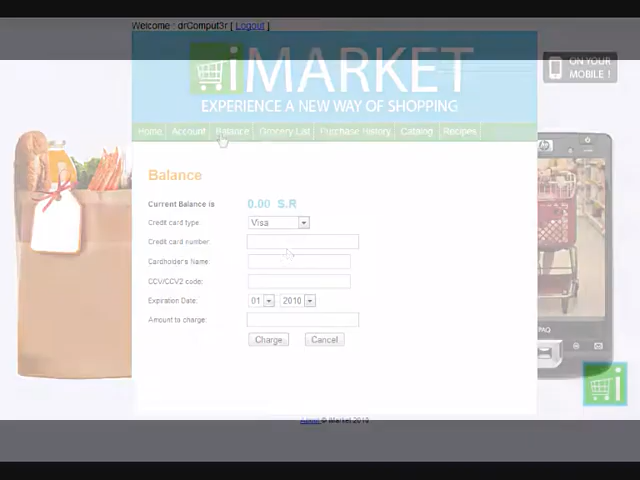 Welcome : drComput3r [ Logout ]
iMARKET
EXPERIENCE A NEW WAY OF SHOPPING
ON YOUR
MOBILE !
Home Account Balance Grocery List Purchase History Catalog Recipes
Balance
Current Balance is 0.00 S.R
Credit card type: Visa
Credit card number:
Cardholder's Name:
CCV/CCV2 code:
Expiration Date: 01 2010
Amount to charge:
Charge Cancel
About © iMarket 2010